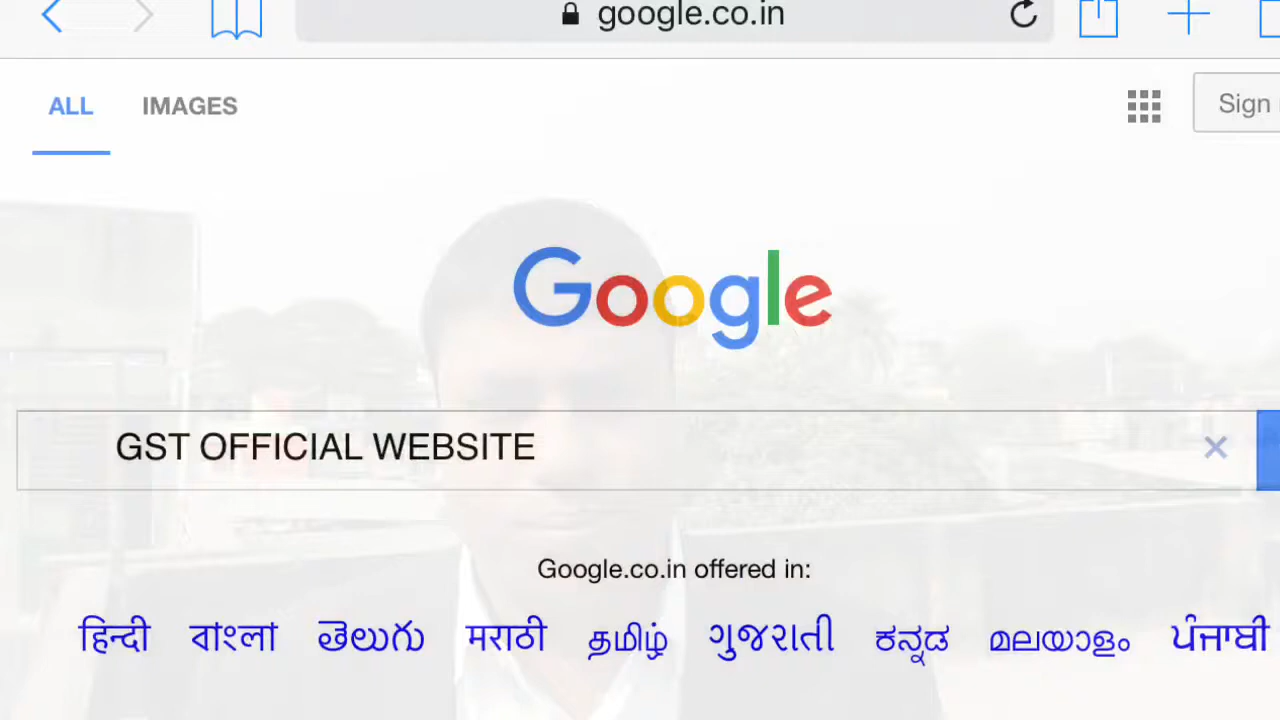 google.co.in
ALL IMAGES
Sign
Google
GST OFFICIAL WEBSITE
Google.co.in offered in:
हिन्दी বাংলা తెలుగు मराठी தமிழ் ગુજરાતી ಕನ್ನಡ മലയാളം ਪੰਜਾਬੀ